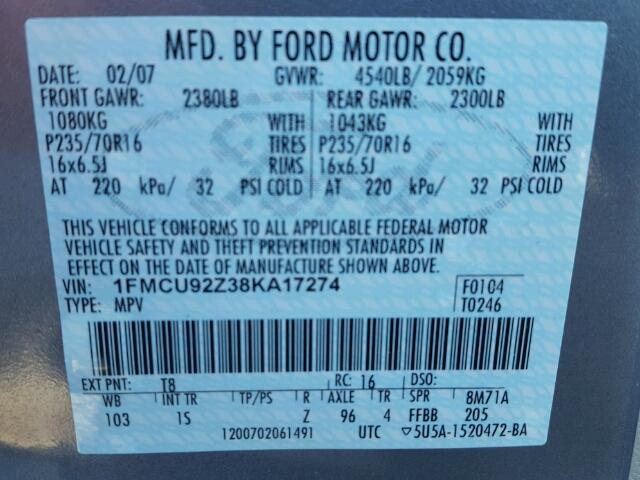 MFD. BY FORD MOTOR CO.
DATE: 02/07 GVWR: 4540LB/ 2059KG
FRONT GAWR: 2380LB REAR GAWR: 2300LB
1080KG WITH 1043KG WITH
P235/70R16 TIRES P235/70R16 TIRES
16x6.5J RIMS 16x6.5J RIMS
AT 220 kPa/ 32 PSI COLD AT 220 kPa/ 32 PSI COLD
THIS VEHICLE CONFORMS TO ALL APPLICABLE FEDERAL MOTOR
VEHICLE SAFETY AND THEFT PREVENTION STANDARDS IN
EFFECT ON THE DATE OF MANUFACTURE SHOWN ABOVE.
VIN: 1FMCU92Z38KA17274 F0104
TYPE: MPV T0246
EXT PNT: T8 RC: 16 DSO:
WB INT TR TP/PS R AXLE TR SPR 8M71A
103 IS Z 96 4 FFBB 205
1200702061491 UTC ▽5U5A-1520472-BA